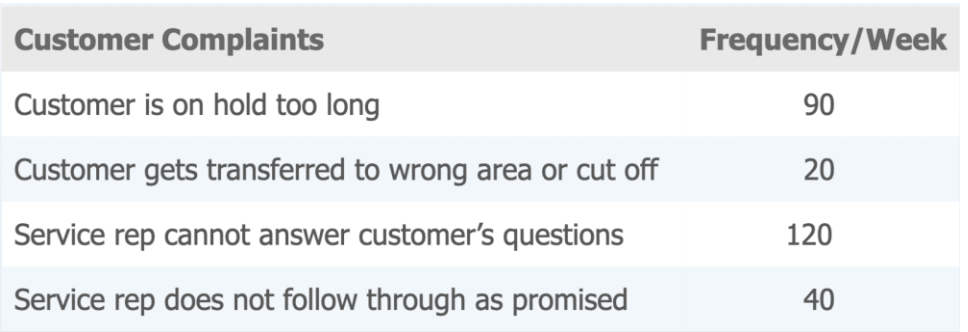 Customer Complaints Frequency/Week
Customer is on hold too long 90
Customer gets transferred to wrong area or cut off 20
Service rep cannot answer customer’s questions 120
Service rep does not follow through as promised 40